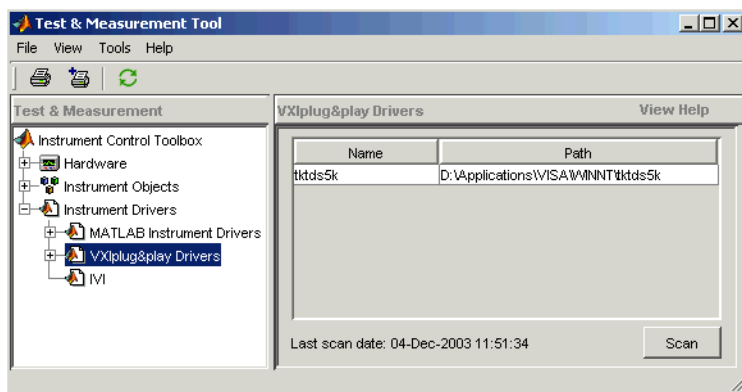 Test & Measurement Tool
File View Tools Help
Test & Measurement
Instrument Control Toolbox
Hardware
Instrument Objects
Instrument Drivers
MATLAB Instrument Drivers
VXIplug&play Drivers
IVI
VXIplug&play Drivers View Help
Name Path
tktds5k D:\Applications\VISA\WINNT\tktds5k
Last scan date: 04-Dec-2003 11:51:34 Scan